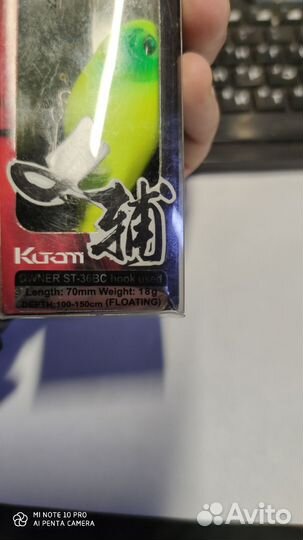 Kosadaka
OWNER ST-36BC hook used
Length: 70mm Weight: 18g
DEPTH: 100-150cm (FLOATING)
MI NOTE 10 PRO
AI PENTA CAMERA
Avito